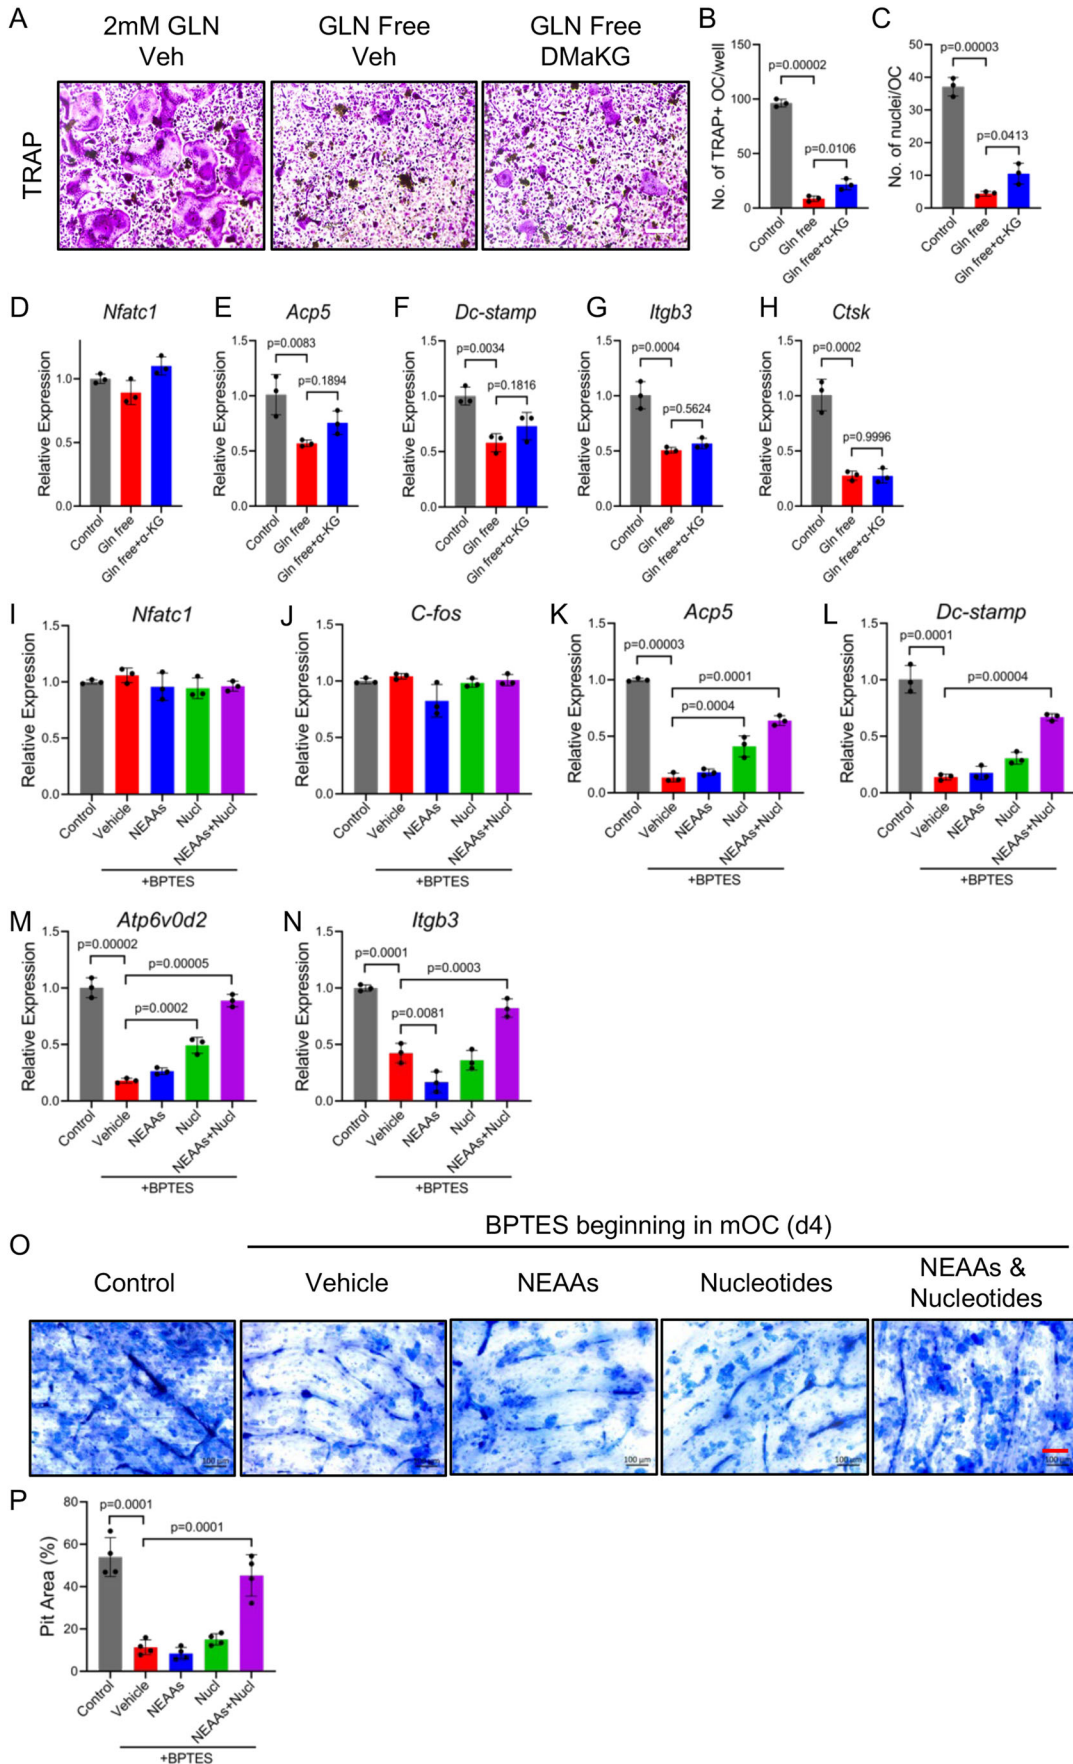 A
2mM GLN
Veh
GLN Free
Veh
GLN Free
DMaKG
TRAP
B
No. of TRAP+ OC/well
150
100
50
0
p=0.00002
p=0.0106
Control
Gln free
Gln free+α-KG
C
No. of nuclei/OC
50
40
30
20
10
0
p=0.00003
p=0.0413
Control
Gln free
Gln free+α-KG
D
Nfatc1
Relative Expression
1.0
0.5
0.0
Control
Gln free
Gln free+α-KG
E
Acp5
Relative Expression
1.5
1.0
0.5
0.0
p=0.0083
p=0.1894
Control
Gln free
Gln free+α-KG
F
Dc-stamp
Relative Expression
1.5
1.0
0.5
0.0
p=0.0034
p=0.1816
Control
Gln free
Gln free+α-KG
G
Itgb3
Relative Expression
1.5
1.0
0.5
0.0
p=0.0004
p=0.5624
Control
Gln free
Gln free+α-KG
H
Ctsk
Relative Expression
1.5
1.0
0.5
0.0
p=0.0002
p=0.9996
Control
Gln free
Gln free+α-KG
I
Nfatc1
Relative Expression
1.5
1.0
0.5
0.0
Control
Vehicle
NEAAs
Nucl
NEAAs+Nucl
+BPTES
J
C-fos
Relative Expression
1.5
1.0
0.5
0.0
Control
Vehicle
NEAAs
Nucl
NEAAs+Nucl
+BPTES
K
Acp5
Relative Expression
1.5
1.0
0.5
0.0
p=0.00003
p=0.0001
p=0.0004
Control
Vehicle
NEAAs
Nucl
NEAAs+Nucl
+BPTES
L
Dc-stamp
Relative Expression
1.5
1.0
0.5
0.0
p=0.0001
p=0.00004
Control
Vehicle
NEAAs
Nucl
NEAAs+Nucl
+BPTES
M
Atp6v0d2
Relative Expression
1.5
1.0
0.5
0.0
p=0.00002
p=0.00005
p=0.0002
Control
Vehicle
NEAAs
Nucl
NEAAs+Nucl
+BPTES
N
Itgb3
Relative Expression
1.5
1.0
0.5
0.0
p=0.0001
p=0.0003
p=0.0081
Control
Vehicle
NEAAs
Nucl
NEAAs+Nucl
+BPTES
O
BPTES beginning in mOC (d4)
Control
Vehicle
NEAAs
Nucleotides
NEAAs &
Nucleotides
100 µm
100 µm
100 µm
100 µm
P
Pit Area (%)
80
60
40
20
0
p=0.0001
p=0.0001
Control
Vehicle
NEAAs
Nucl
NEAAs+Nucl
+BPTES